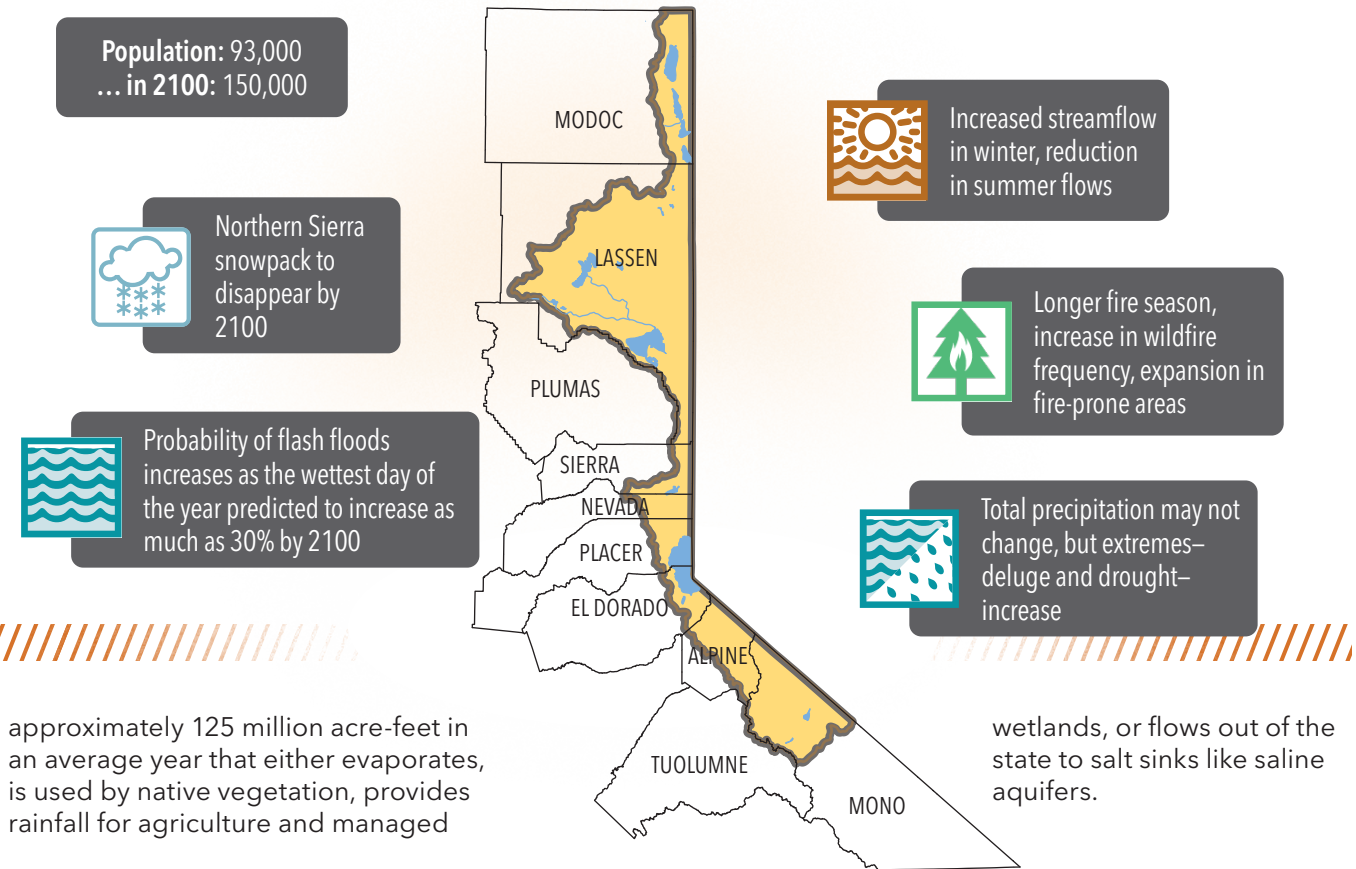 Population: 93,000
... in 2100: 150,000
Northern Sierra
snowpack to
disappear by
2100
Probability of flash floods
increases as the wettest day of
the year predicted to increase as
much as 30% by 2100
MODOC
LASSEN
PLUMAS
SIERRA
NEVADA
PLACER
EL DORADO
ALPINE
TUOLUMNE
MONO
Increased streamflow
in winter, reduction
in summer flows
Longer fire season,
increase in wildfire
frequency, expansion in
fire-prone areas
Total precipitation may not
change, but extremes–
deluge and drought–
increase
approximately 125 million acre-feet in
an average year that either evaporates,
is used by native vegetation, provides
rainfall for agriculture and managed
wetlands, or flows out of the
state to salt sinks like saline
aquifers.